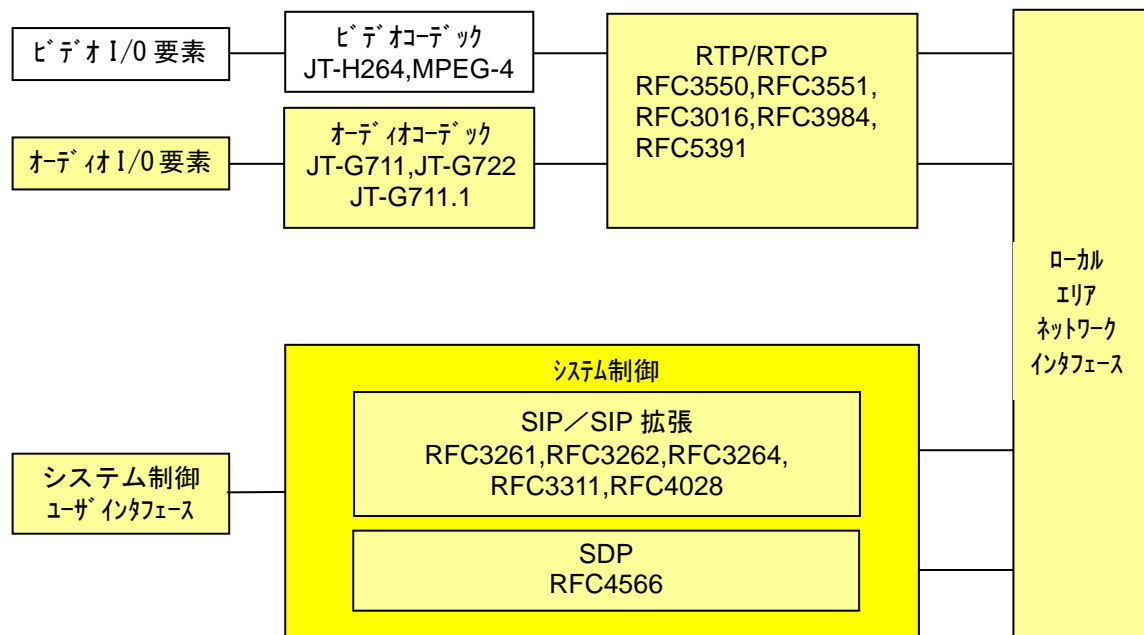 ﾋﾞﾃﾞｵ I/O 要素
ﾋﾞﾃﾞｵｺｰﾃﾞｯｸ
JT-H264,MPEG-4
RTP/RTCP
RFC3550,RFC3551,
RFC3016,RFC3984,
RFC5391
ｵｰﾃﾞｨｵ I/O 要素
ｵｰﾃﾞｨｵｺｰﾃﾞｯｸ
JT-G711,JT-G722
JT-G711.1
ﾛｰｶﾙ
ｴﾘｱ
ﾈｯﾄﾜｰｸ
ｲﾝﾀﾌｪｰｽ
ｼｽﾃﾑ制御
SIP／SIP 拡張
RFC3261,RFC3262,RFC3264,
RFC3311,RFC4028
システム制御
ﾕｰｻﾞｲﾝﾀﾌｪｰｽ
SDP
RFC4566